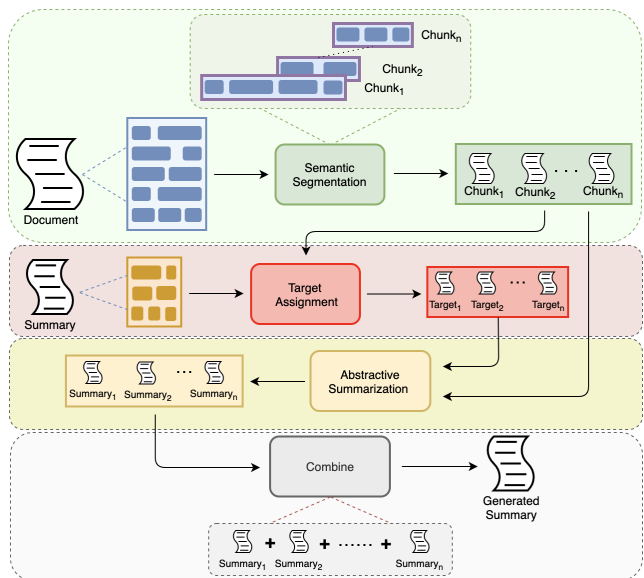 Chunkₙ
Chunk₂
Chunk₁
Document
Semantic
Segmentation
Chunk₁ Chunk₂ · · · Chunkₙ
Summary
Target
Assignment
Target₁ Target₂ ··· Targetₙ
Summary₁ Summary₂ ··· Summaryₙ
Abstractive
Summarization
Combine
Generated
Summary
Summary₁ + Summary₂ + ...... + Summaryₙ